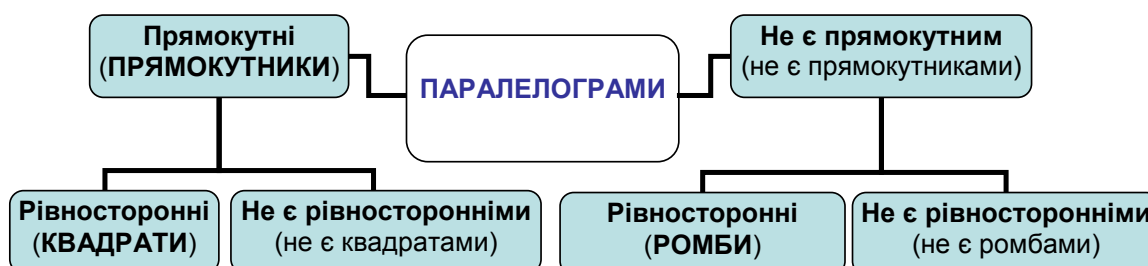 Прямокутні
(ПРЯМОКУТНИКИ)
ПАРАЛЕЛОГРАМИ
Не є прямокутним
(не є прямокутниками)
Рівносторонні
(КВАДРАТИ)
Не є рівносторонніми
(не є квадратами)
Рівносторонні
(РОМБИ)
Не є рівносторонніми
(не є ромбами)